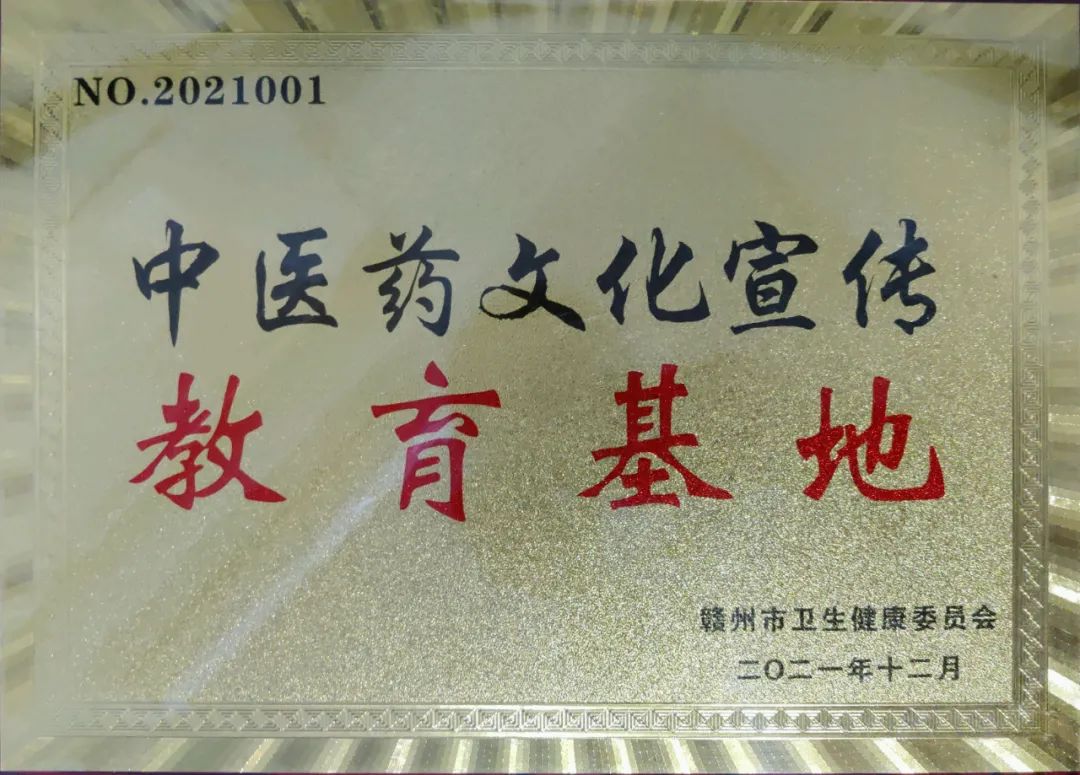 NO.2021001
中医药文化宣传
教育基地
赣州市卫生健康委员会
二〇二一年十二月